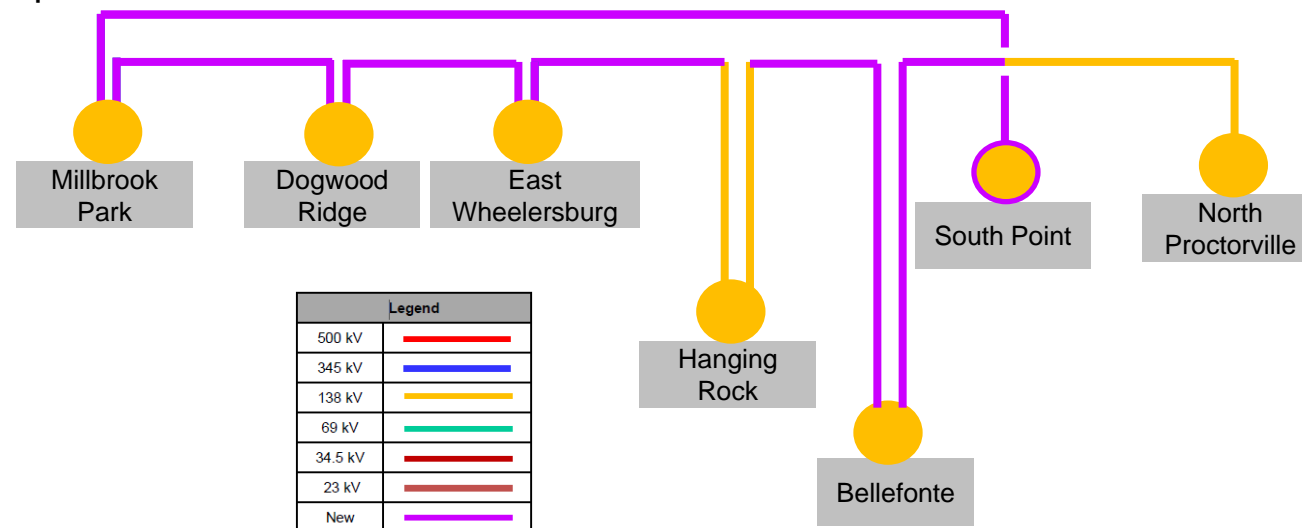 Millbrook
Park
Dogwood
Ridge
East
Wheelersburg
South Point
North
Proctorville
Hanging
Rock
Bellefonte
Legend
500 kV
345 kV
138 kV
69 kV
34.5 kV
23 kV
New